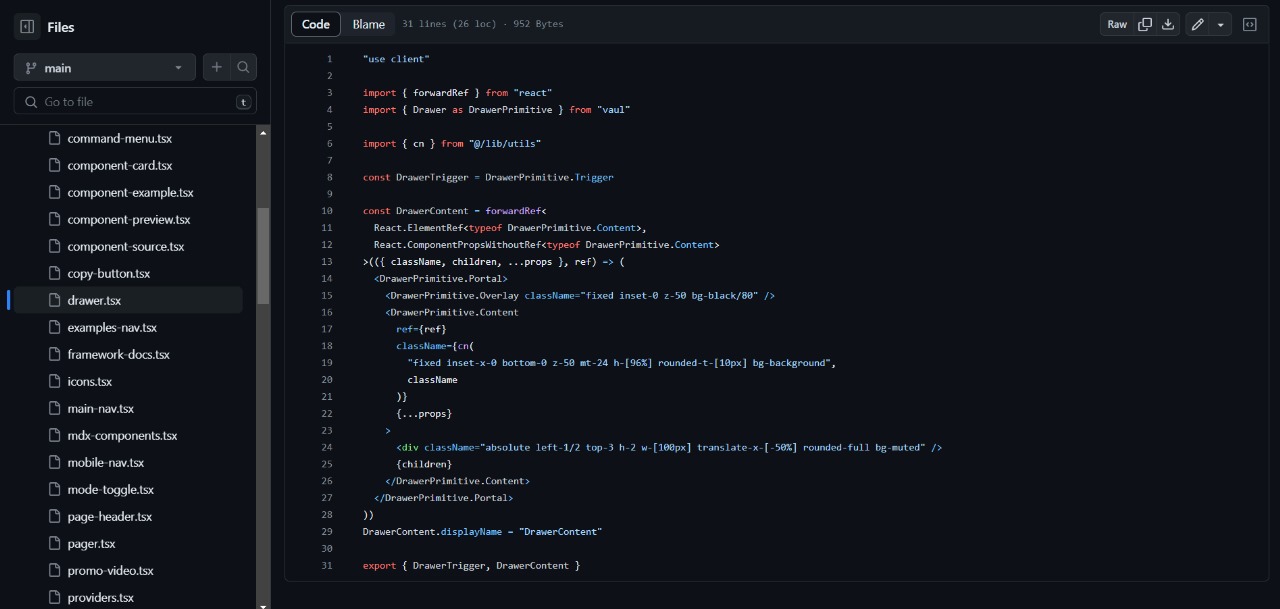 Files
main
Go to file
t
command-menu.tsx
component-card.tsx
component-example.tsx
component-preview.tsx
component-source.tsx
copy-button.tsx
drawer.tsx
examples-nav.tsx
framework-docs.tsx
icons.tsx
main-nav.tsx
mdx-components.tsx
mobile-nav.tsx
mode-toggle.tsx
page-header.tsx
pager.tsx
promo-video.tsx
providers.tsx
Code Blame 31 lines (26 loc) · 952 Bytes Raw
1 "use client"
2
3 import { forwardRef } from "react"
4 import { Drawer as DrawerPrimitive } from "vaul"
5
6 import { cn } from "@/lib/utils"
7
8 const DrawerTrigger = DrawerPrimitive.Trigger
9
10 const DrawerContent = forwardRef<
11 React.ElementRef<typeof DrawerPrimitive.Content>,
12 React.ComponentPropsWithoutRef<typeof DrawerPrimitive.Content>
13 >(({ className, children, ...props }, ref) => (
14 <DrawerPrimitive.Portal>
15 <DrawerPrimitive.Overlay className="fixed inset-0 z-50 bg-black/80" />
16 <DrawerPrimitive.Content
17 ref={ref}
18 className={cn(
19 "fixed inset-x-0 bottom-0 z-50 mt-24 h-[96%] rounded-t-[10px] bg-background",
20 className
21 )}
22 {...props}
23 >
24 <div className="absolute left-1/2 top-3 h-2 w-[100px] translate-x-[-50%] rounded-full bg-muted" />
25 {children}
26 </DrawerPrimitive.Content>
27 </DrawerPrimitive.Portal>
28 ))
29 DrawerContent.displayName = "DrawerContent"
30
31 export { DrawerTrigger, DrawerContent }